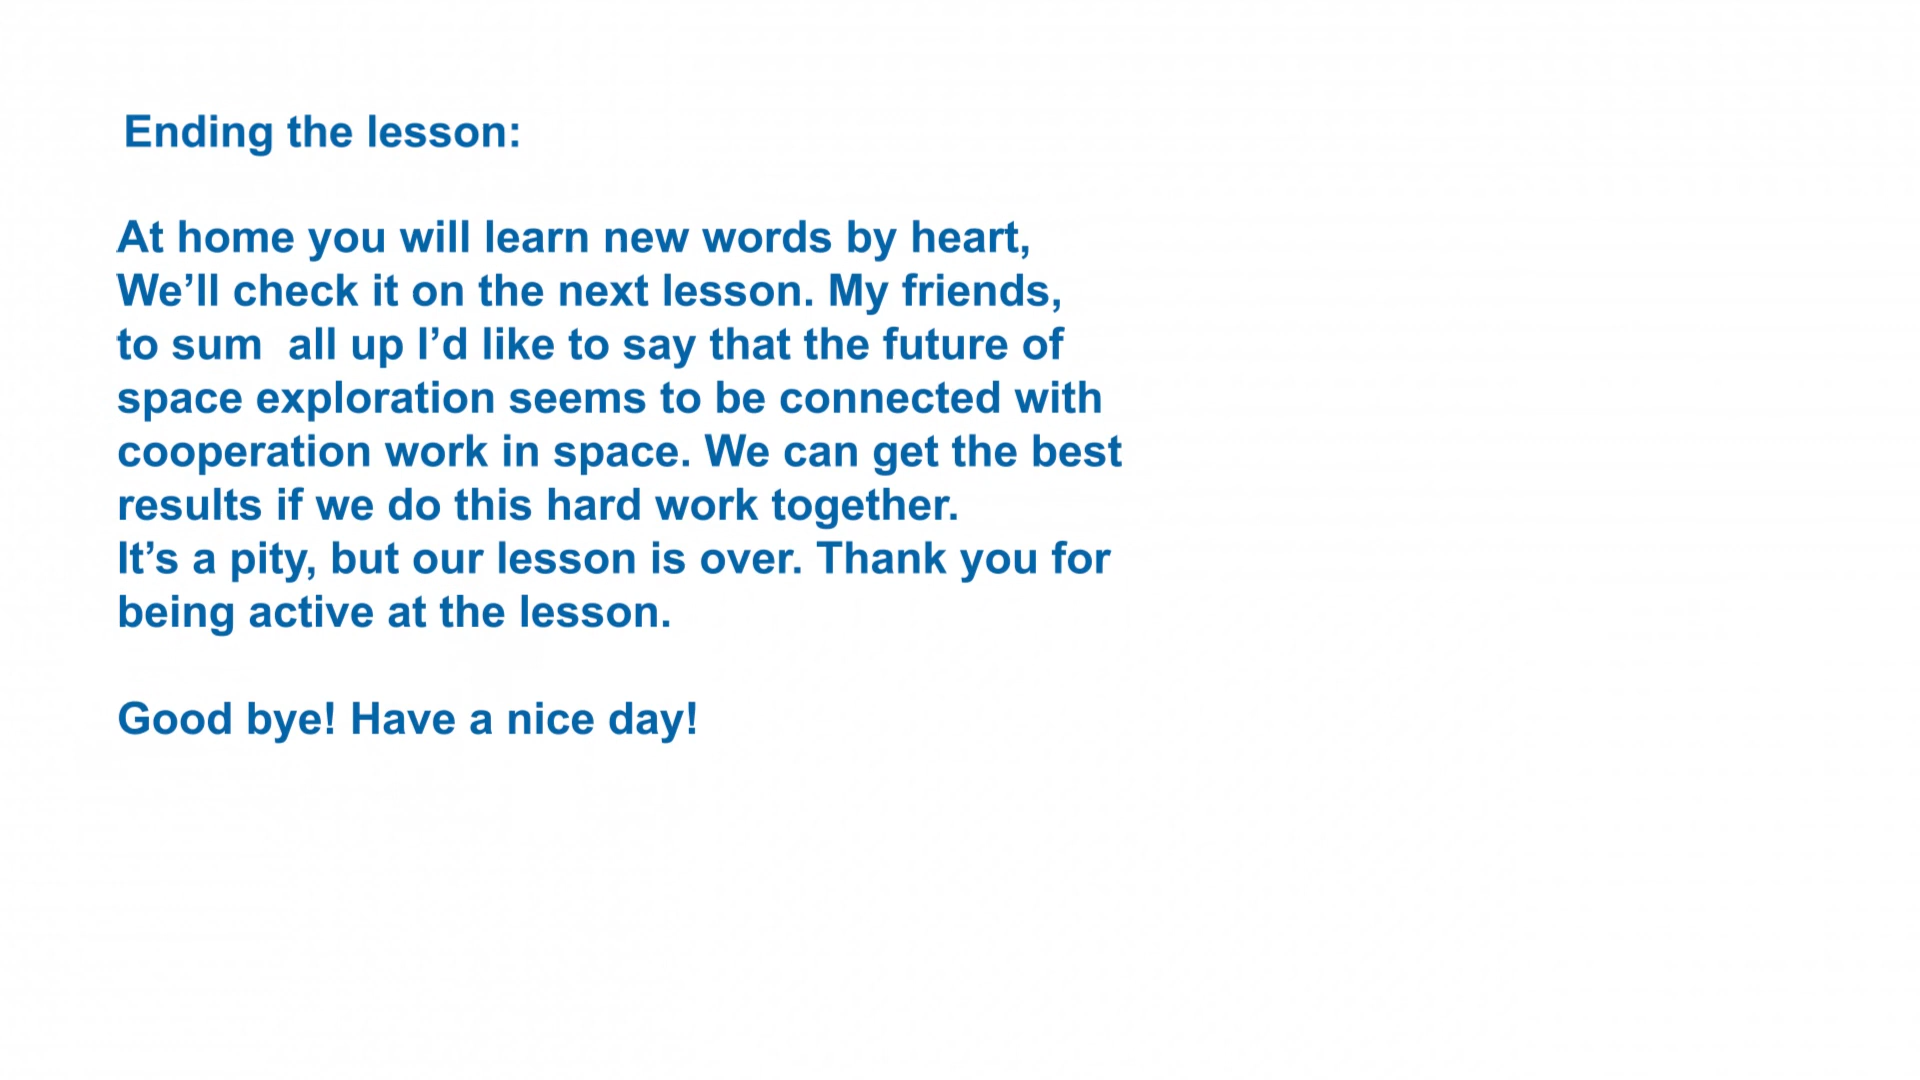 Ending the lesson:
At home you will learn new words by heart,
We’ll check it on the next lesson. My friends,
to sum  all up I’d like to say that the future of
space exploration seems to be connected with
cooperation work in space. We can get the best
results if we do this hard work together.
It’s a pity, but our lesson is over. Thank you for
being active at the lesson.
Good bye! Have a nice day!